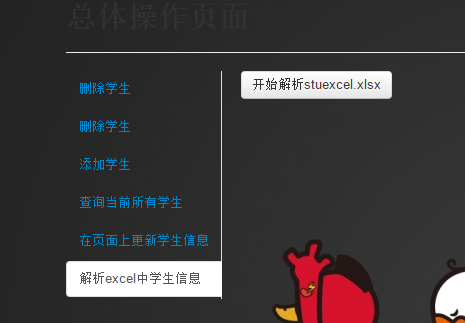 总体操作页面
删除学生
删除学生
添加学生
查询当前所有学生
在页面上更新学生信息
解析excel中学生信息
开始解析stuexcel.xlsx